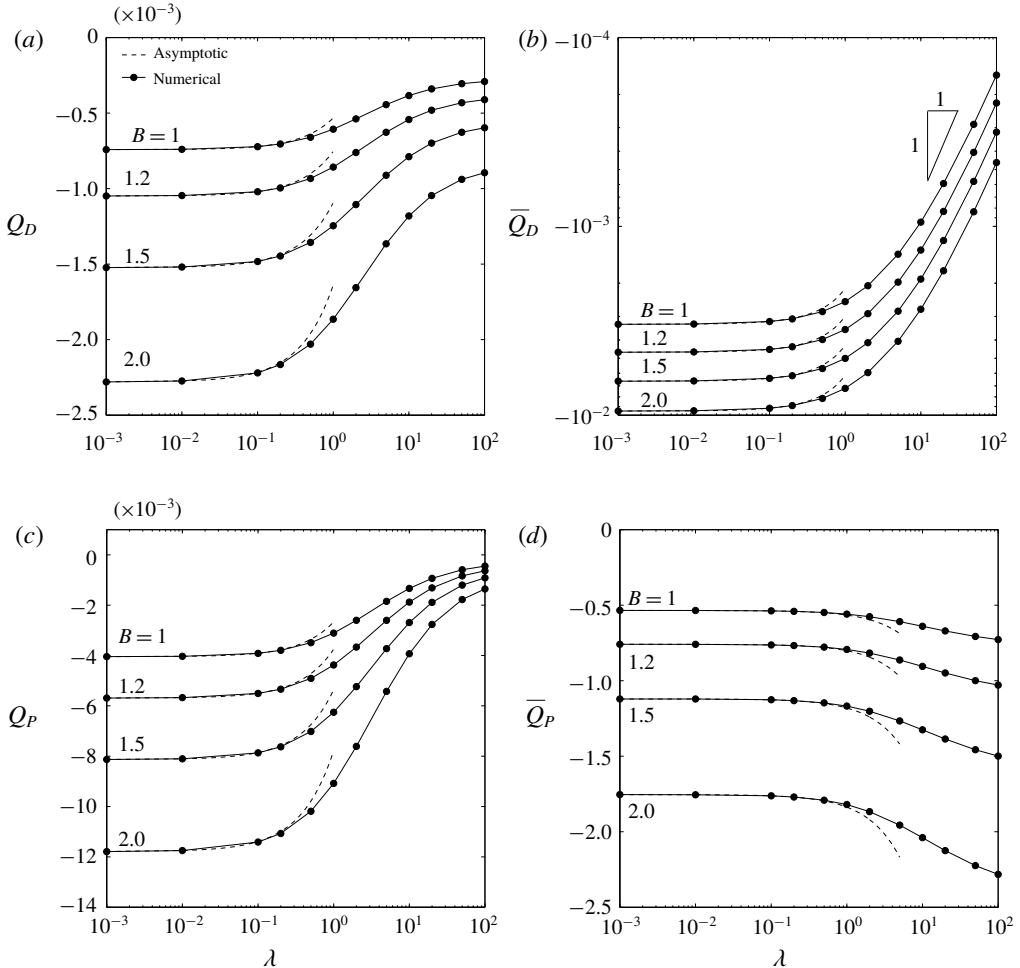 (×10⁻³)
(a)
Asymptotic
Numerical
B = 1
1.2
1.5
2.0
0
−0.5
−1.0
−1.5
−2.0
−2.5
Q_D
10⁻³ 10⁻² 10⁻¹ 10⁰ 10¹ 10²
(b)
1
1
B = 1
1.2
1.5
2.0
−10⁻⁴
−10⁻³
−10⁻²
Q̅_D
10⁻³ 10⁻² 10⁻¹ 10⁰ 10¹ 10²
(×10⁻³)
(c)
B = 1
1.2
1.5
2.0
0
−2
−4
−6
−8
−10
−12
−14
Q_P
10⁻³ 10⁻² 10⁻¹ 10⁰ 10¹ 10²
λ
(d)
B = 1
1.2
1.5
2.0
0
−0.5
−1.0
−1.5
−2.0
−2.5
Q̅_P
10⁻³ 10⁻² 10⁻¹ 10⁰ 10¹ 10²
λ